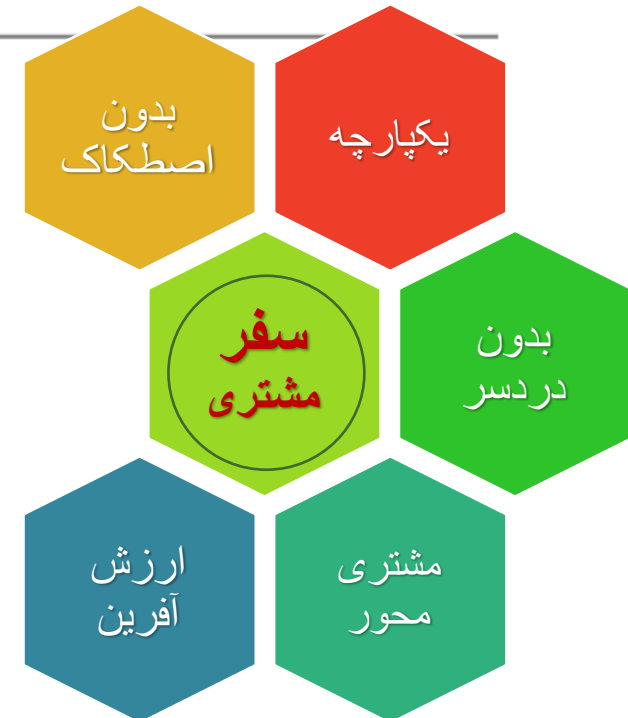 یکپارچه
بدون
اصطکاک
بدون
دردسر
سفر
مشتری
مشتری
محور
ارزش
آفرین